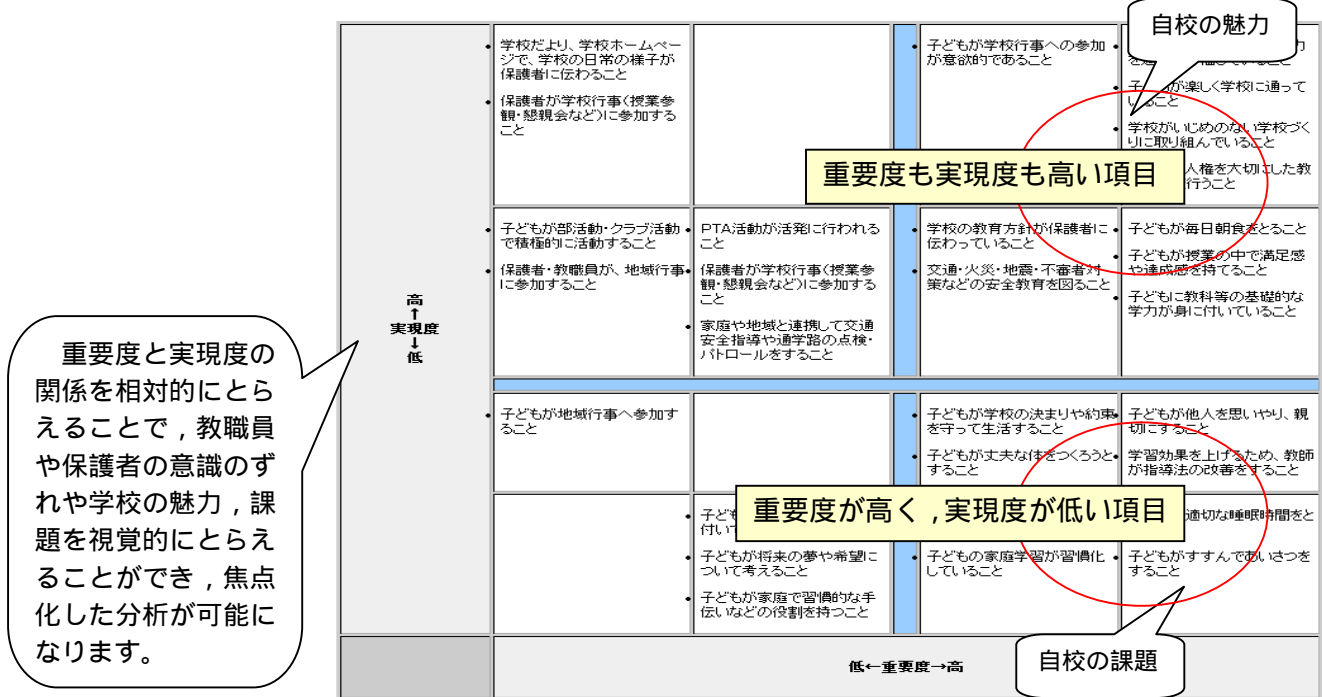 自校の魅力
学校だより、学校ホームペー
ジで、学校の日常の様子が
保護者に伝わること
保護者が学校行事(授業参
観・懇親会など)に参加する
こと
子どもが学校行事への参加
が意欲的であること
が楽しく学校に通って
いること
学校がいじめのない学校づく
りに取り組んでいること
人権を大切にした教
行うこと
重要度も実現度も高い項目
子どもが部活動・クラブ活動
で積極的に活動すること
保護者・教職員が、地域行事
に参加すること
PTA活動が活発に行われる
こと
保護者が学校行事(授業参
観・懇親会など)に参加する
こと
家庭や地域と連携して交通
安全指導や通学路の点検・
パトロールをすること
学校の教育方針が保護者に
伝わっていること
交通・火災・地震・不審者対
策などの安全教育を図ること
子どもが毎日朝食をとること
子どもが授業の中で満足感
や達成感を持てること
子どもに教科等の基礎的な
学力が身に付いていること
高
↑
実現度
↓
低
重要度と実現度の
関係を相対的にとら
えることで,教職員
や保護者の意識のず
れや学校の魅力,課
題を視覚的にとらえ
ることができ,焦点
化した分析が可能に
なります。
子どもが地域行事へ参加す
ること
子どもが学校の決まりや約束
を守って生活すること
子どもが丈夫な体をつくろうと
すること
子どもが他人を思いやり、親
切にすること
学習効果を上げるため、教師
が指導法の改善をすること
重要度が高く,実現度が低い項目
子ども
付いて
子どもが将来の夢や希望に
ついて考えること
子どもが家庭で習慣的な手
伝いなどの役割を持つこと
子どもの家庭学習が習慣化
していること
適切な睡眠時間をと
子どもがすすんであいさつを
すること
低←重要度→高
自校の課題